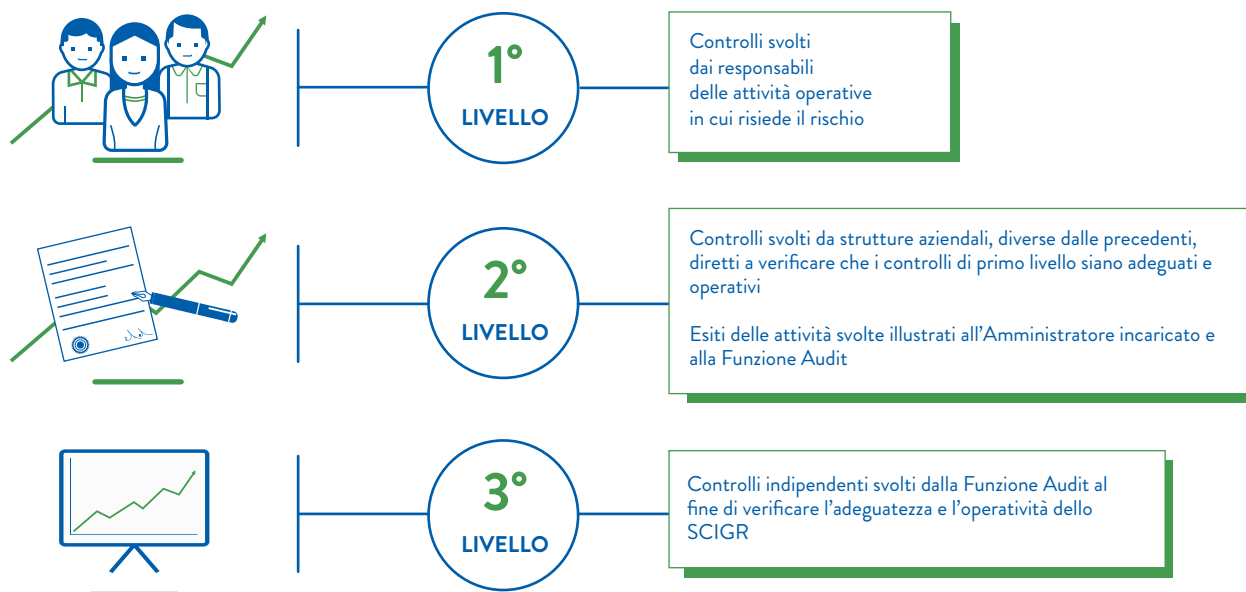 1°
LIVELLO
Controlli svolti
dai responsabili
delle attività operative
in cui risiede il rischio
2°
LIVELLO
Controlli svolti da strutture aziendali, diverse dalle precedenti,
diretti a verificare che i controlli di primo livello siano adeguati e
operativi
Esiti delle attività svolte illustrati all’Amministratore incaricato e
alla Funzione Audit
3°
LIVELLO
Controlli indipendenti svolti dalla Funzione Audit al
fine di verificare l’adeguatezza e l’operatività dello
SCIGR